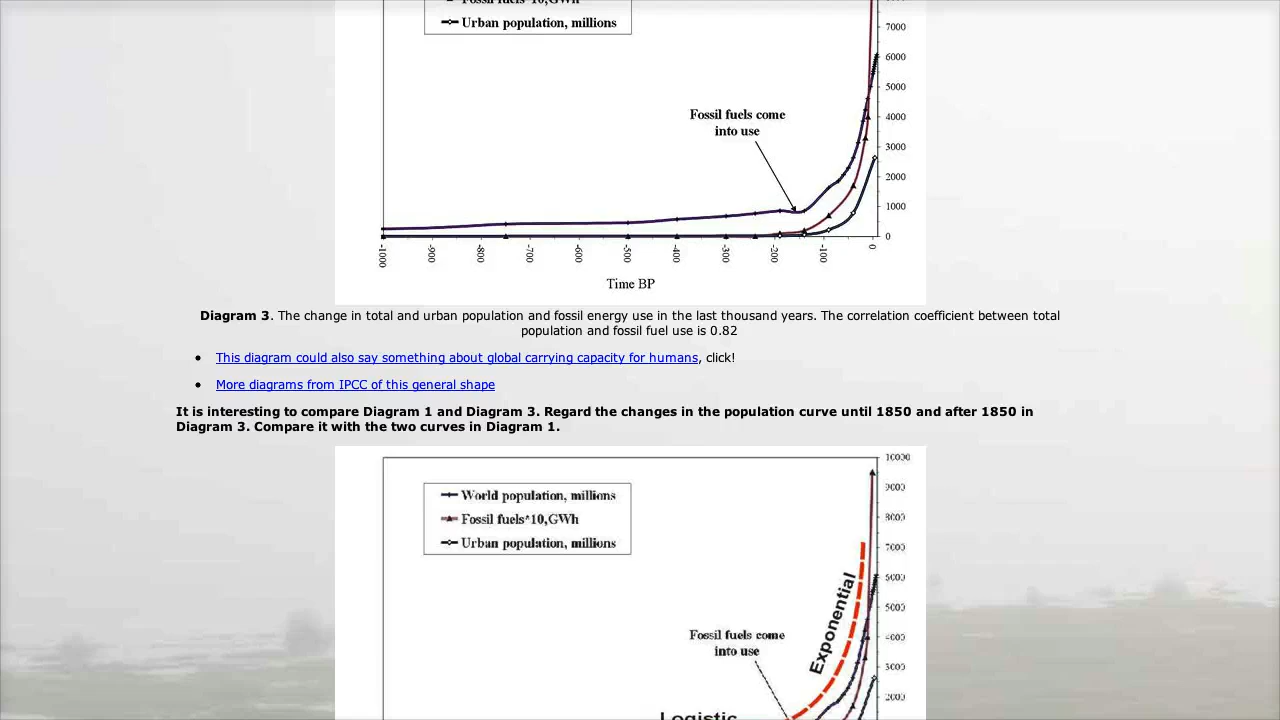 Urban population, millions
7000
6000
5000
Fossil fuels come
into use
4000
3000
2000
1000
0
-1000
-900
-800
-700
-600
-500
-400
-300
-200
-100
0
Time BP
Diagram 3. The change in total and urban population and fossil energy use in the last thousand years. The correlation coefficient between total
population and fossil fuel use is 0.82
• This diagram could also say something about global carrying capacity for humans, click!
• More diagrams from IPCC of this general shape
It is interesting to compare Diagram 1 and Diagram 3. Regard the changes in the population curve until 1850 and after 1850 in
Diagram 3. Compare it with the two curves in Diagram 1.
10000
World population, millions
9000
Fossil fuels*10,GWh
8000
Urban population, millions
7000
6000
Exponential
5000
Fossil fuels come
into use
4000
3000
2000
Logistic